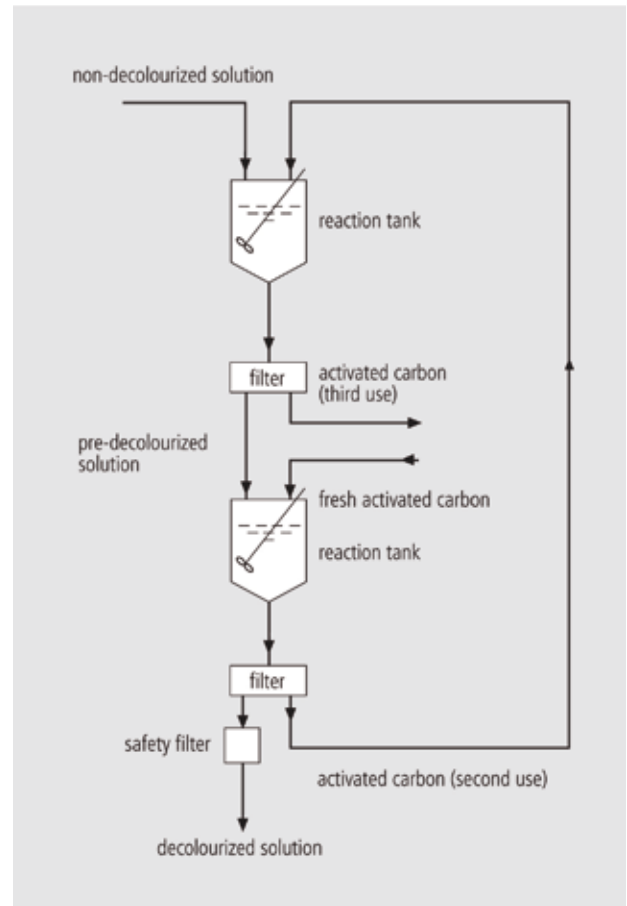 non-decolourized solution
reaction tank
filter
activated carbon
(third use)
pre-decolourized
solution
fresh activated carbon
reaction tank
filter
safety filter
activated carbon (second use)
decolourized solution